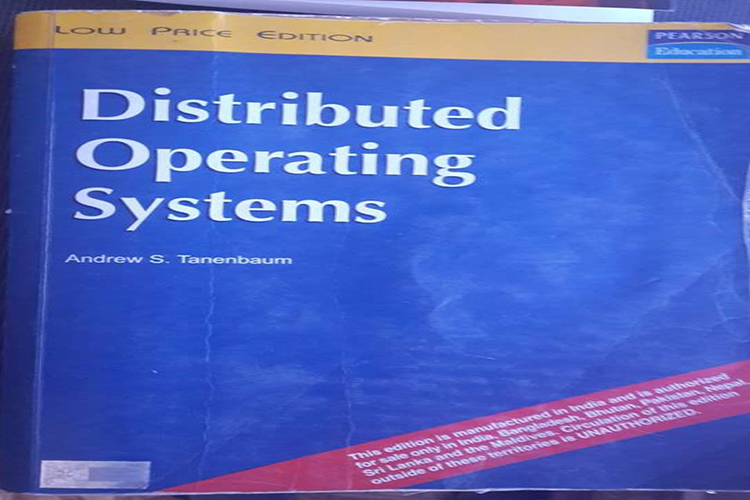 LOW PRICE EDITION
PEARSON
Education
Distributed
Operating
Systems
Andrew S. Tanenbaum
This edition is manufactured in India and is authorized
for sale only in India, Bangladesh, Bhutan, Pakistan, Nepal,
Sri Lanka and the Maldives. Circulation of this edition
outside of these territories is UNAUTHORIZED.